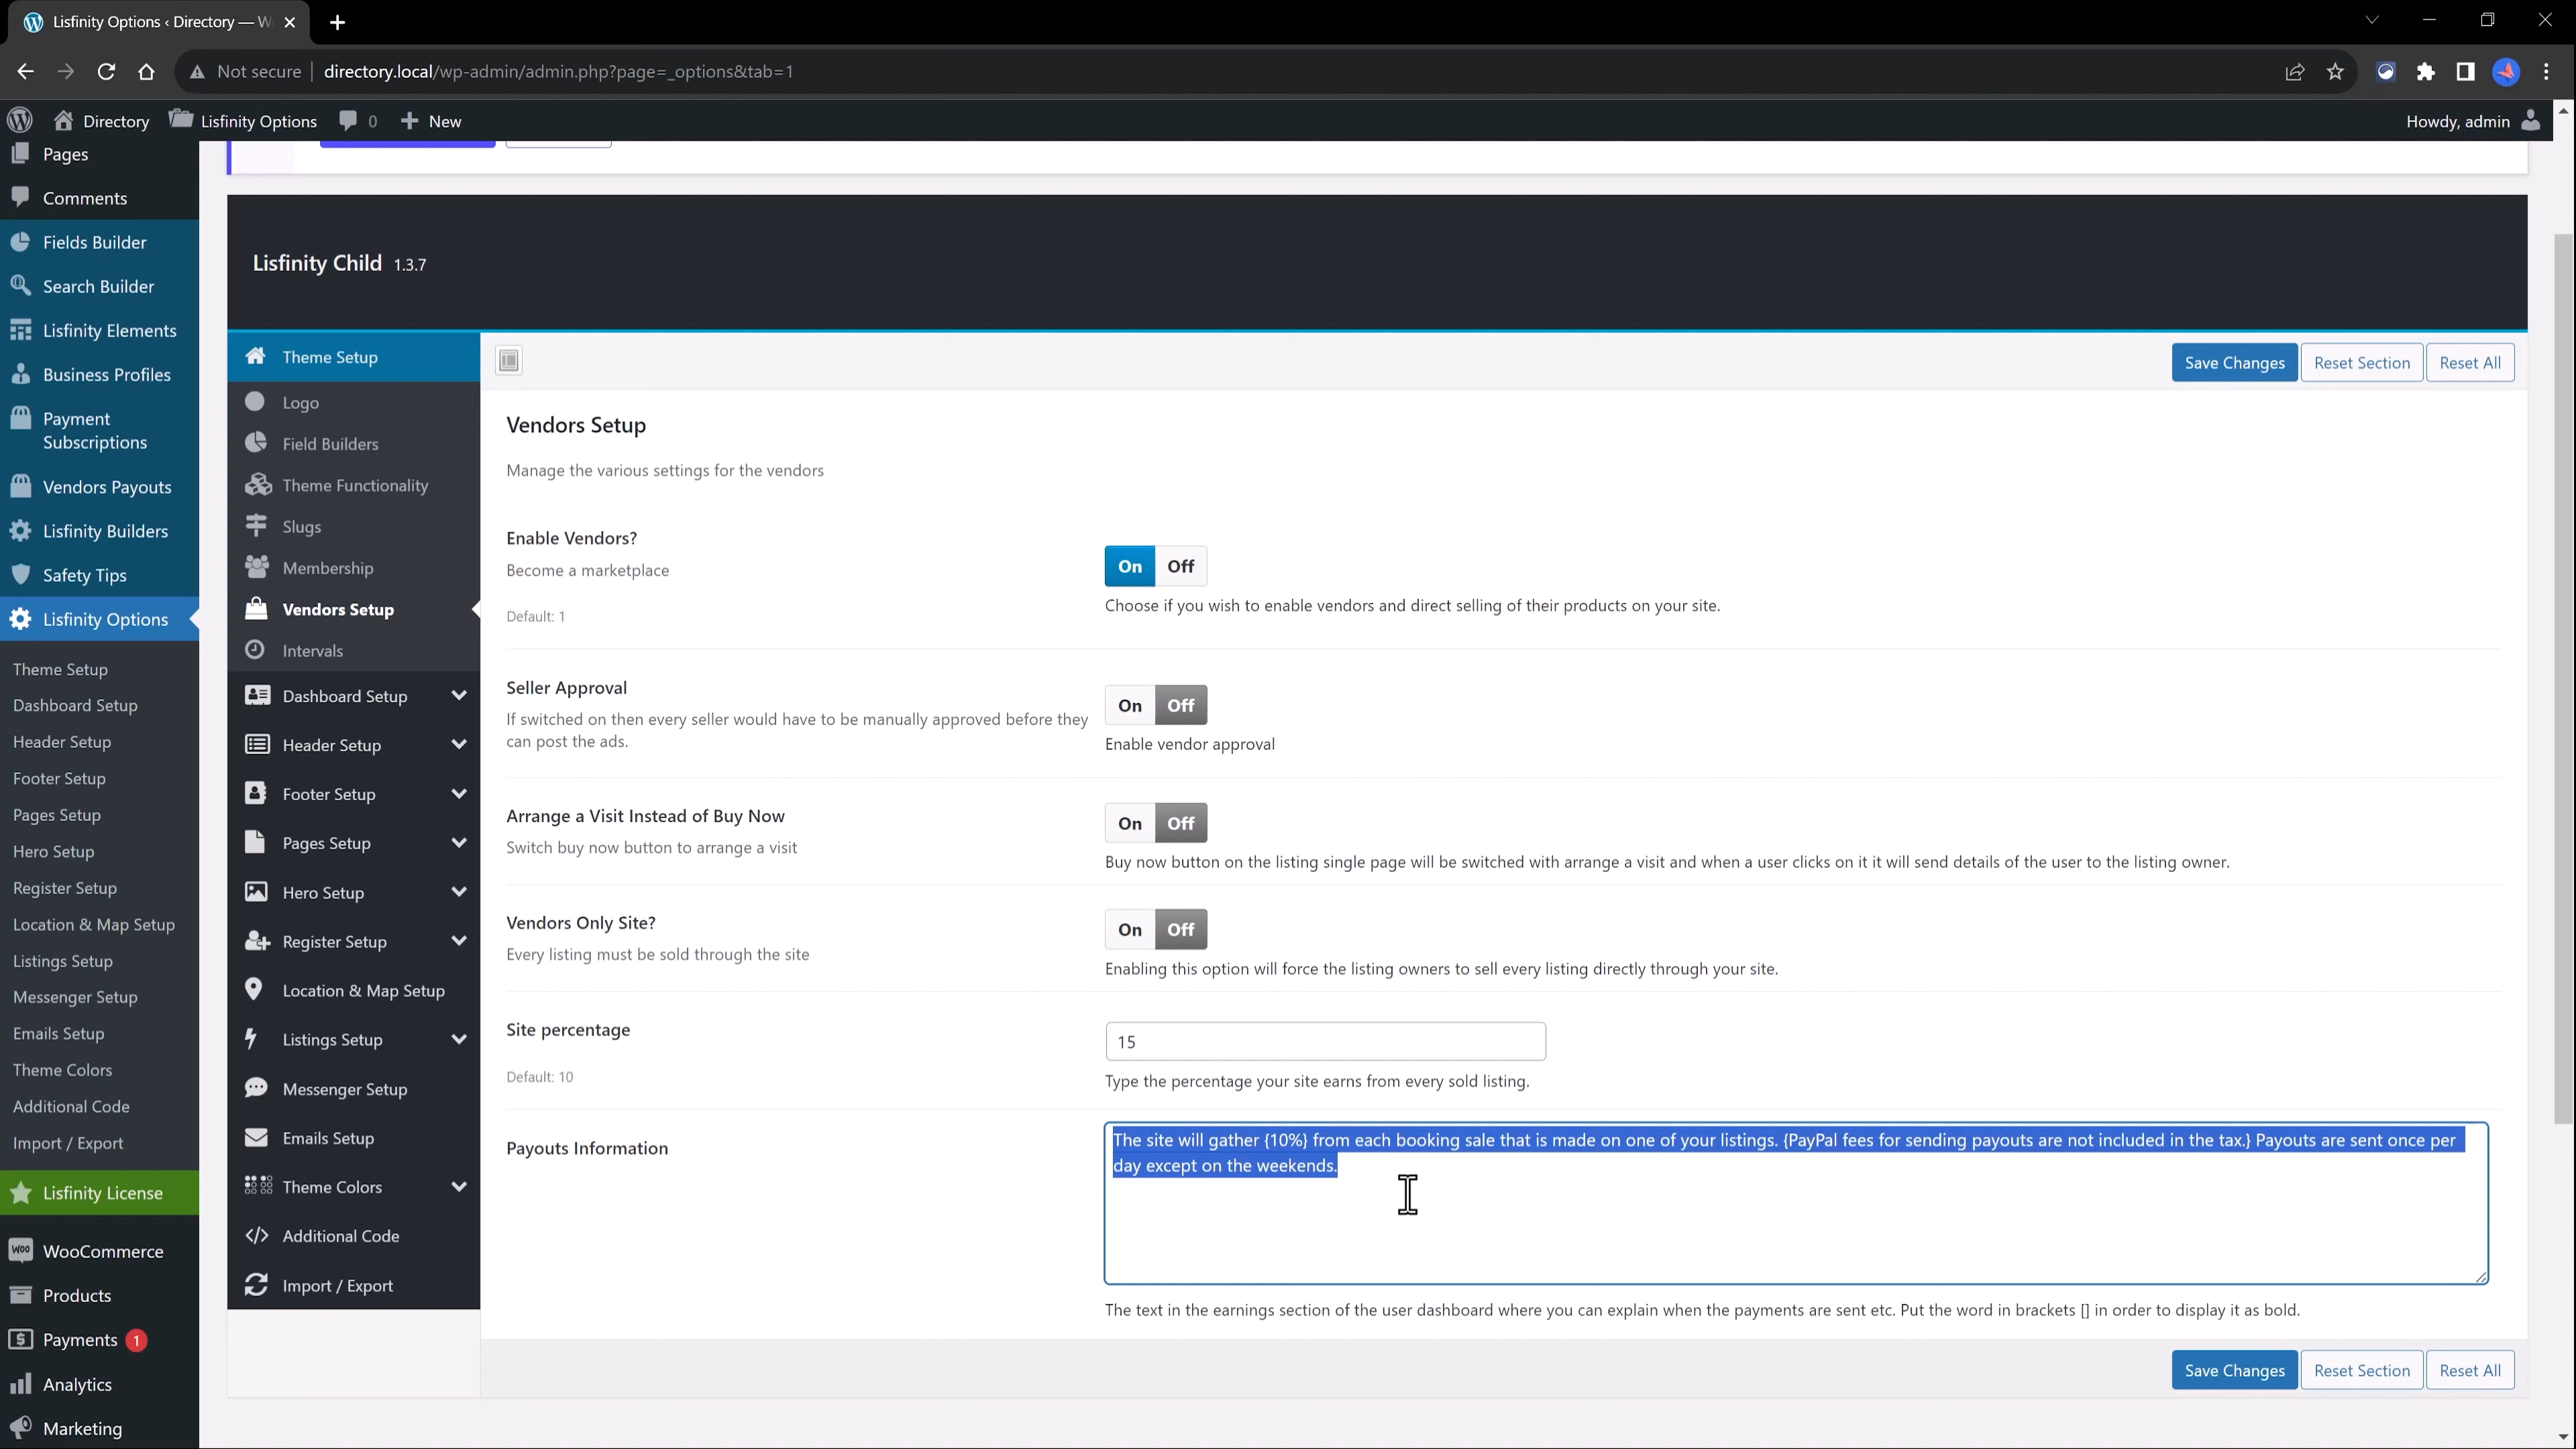 Lisfinity Options ‹ Directory — W
Not secure
directory.local/wp-admin/admin.php?page=_options&tab=1
Directory
Lisfinity Options
0
New
Howdy, admin
Pages
Comments
Fields Builder
Search Builder
Lisfinity Elements
Business Profiles
Payment
Subscriptions
Vendors Payouts
Lisfinity Builders
Safety Tips
Lisfinity Options
Theme Setup
Dashboard Setup
Header Setup
Footer Setup
Pages Setup
Hero Setup
Register Setup
Location & Map Setup
Listings Setup
Messenger Setup
Emails Setup
Theme Colors
Additional Code
Import / Export
Lisfinity License
Woo WooCommerce
Products
Payments 1
Analytics
Marketing
Lisfinity Child 1.3.7
Theme Setup
Logo
Field Builders
Theme Functionality
Slugs
Membership
Vendors Setup
Intervals
Dashboard Setup
Header Setup
Footer Setup
Pages Setup
Hero Setup
Register Setup
Location & Map Setup
Listings Setup
Messenger Setup
Emails Setup
Theme Colors
Additional Code
Import / Export
Save Changes Reset Section Reset All
Vendors Setup
Manage the various settings for the vendors
Enable Vendors?
Become a marketplace
Default: 1
On Off
Choose if you wish to enable vendors and direct selling of their products on your site.
Seller Approval
If switched on then every seller would have to be manually approved before they
can post the ads.
On Off
Enable vendor approval
Arrange a Visit Instead of Buy Now
Switch buy now button to arrange a visit
On Off
Buy now button on the listing single page will be switched with arrange a visit and when a user clicks on it it will send details of the user to the listing owner.
Vendors Only Site?
Every listing must be sold through the site
On Off
Enabling this option will force the listing owners to sell every listing directly through your site.
Site percentage
Default: 10
15
Type the percentage your site earns from every sold listing.
Payouts Information
The site will gather {10%} from each booking sale that is made on one of your listings. {PayPal fees for sending payouts are not included in the tax.} Payouts are sent once per
day except on the weekends.
The text in the earnings section of the user dashboard where you can explain when the payments are sent etc. Put the word in brackets [] in order to display it as bold.
Save Changes Reset Section Reset All